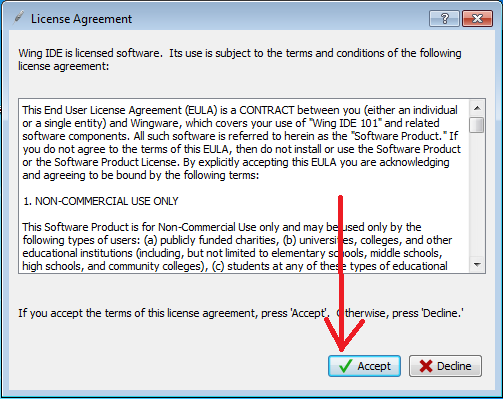 License Agreement
Wing IDE is licensed software.  Its use is subject to the terms and conditions of the following
license agreement:
This End User License Agreement (EULA) is a CONTRACT between you (either an individual
or a single entity) and Wingware, which covers your use of "Wing IDE 101" and related
software components. All such software is referred to herein as the "Software Product." If
you do not agree to the terms of this EULA, then do not install or use the Software Product
or the Software Product License. By explicitly accepting this EULA you are acknowledging
and agreeing to be bound by the following terms:
1. NON-COMMERCIAL USE ONLY
This Software Product is for Non-Commercial Use only and may be used only by the
following types of users: (a) publicly funded charities, (b) universities, colleges, and other
educational institutions (including, but not limited to elementary schools, middle schools,
high schools, and community colleges), (c) students at any of these types of educational
If you accept the terms of this license agreement, press 'Accept'.  Otherwise, press 'Decline.'
Accept
Decline